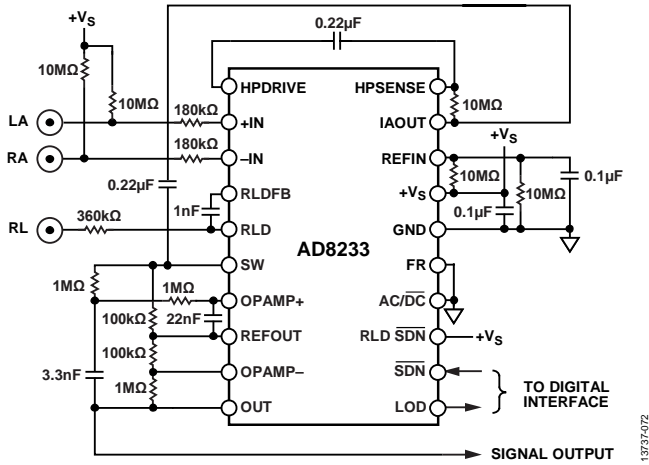 +VS
0.22µF
10MΩ
HPDRIVE
HPSENSE
10MΩ
10MΩ
LA
180kΩ
+IN
IAOUT
+VS
RA
180kΩ
–IN
REFIN
0.22µF
10MΩ
0.1µF
RLDFB
+VS
10MΩ
1nF
0.1µF
RL
360kΩ
RLD
GND
AD8233
SW
FR
1MΩ
1MΩ
OPAMP+
AC/DC
100kΩ
22nF
REFOUT
RLD SDN
+VS
100kΩ
3.3nF
OPAMP–
SDN
1MΩ
TO DIGITAL
INTERFACE
OUT
LOD
SIGNAL OUTPUT
13737-072